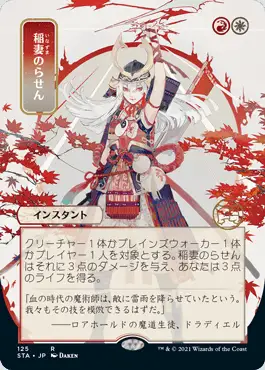 稲妻のらせん
いなずま
インスタント
クリーチャー１体かプレインズウォーカー１体
かプレイヤー１人を対象とする。稲妻のらせ
んはそれに３点のダメージを与え、あなたは３点
のライフを得る。
「血の時代の魔術師は、敵に雷雨を降らせていたという。
我々もその技を模倣できるはずだ。」
――ロアホールドの魔道生徒、ドラディエル
125 R
STA • JP DAKEN
™ & © 2021 Wizards of the Coast